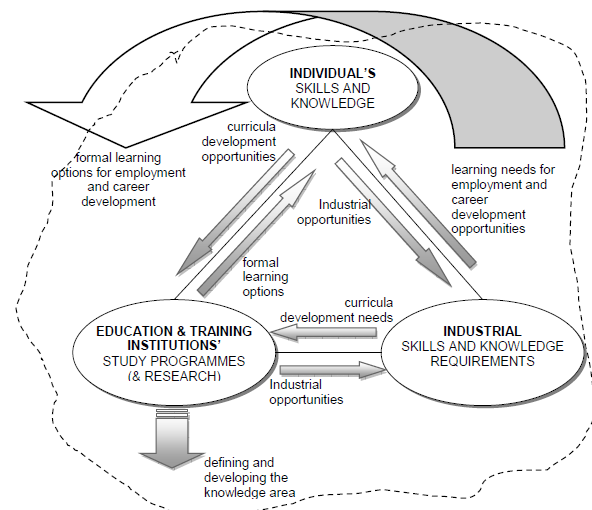 INDIVIDUAL'S
SKILLS AND
KNOWLEDGE
curricula
development
opportunities
formal learning
options for employment
and career
development
learning needs for
employment and
career
development
opportunities
Industrial
opportunities
formal
learning
options
curricula
development needs
EDUCATION & TRAINING
INSTITUTIONS'
STUDY PROGRAMMES
(& RESEARCH)
INDUSTRIAL
SKILLS AND KNOWLEDGE
REQUIREMENTS
Industrial
opportunities
defining and
developing the
knowledge area